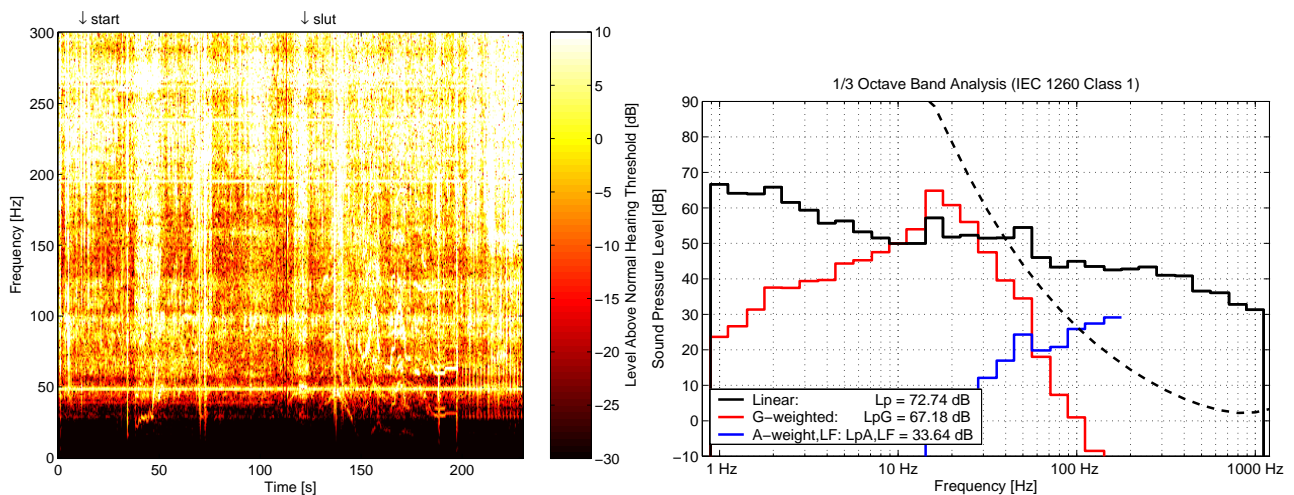 ↓ start ↓ slut
300
250
200
150
100
50
0
Frequency [Hz]
0 50 100 150 200
Time [s]
10
5
0
−5
−10
−15
−20
−25
−30
Level Above Normal Hearing Threshold [dB]
1/3 Octave Band Analysis (IEC 1260 Class 1)
90
80
70
60
50
40
30
20
10
0
−10
Sound Pressure Level [dB]
Linear: Lp = 72.74 dB
G−weighted: LpG = 67.18 dB
A−weight,LF: LpA,LF = 33.64 dB
1 Hz 10 Hz 100 Hz 1000 Hz
Frequency [Hz]